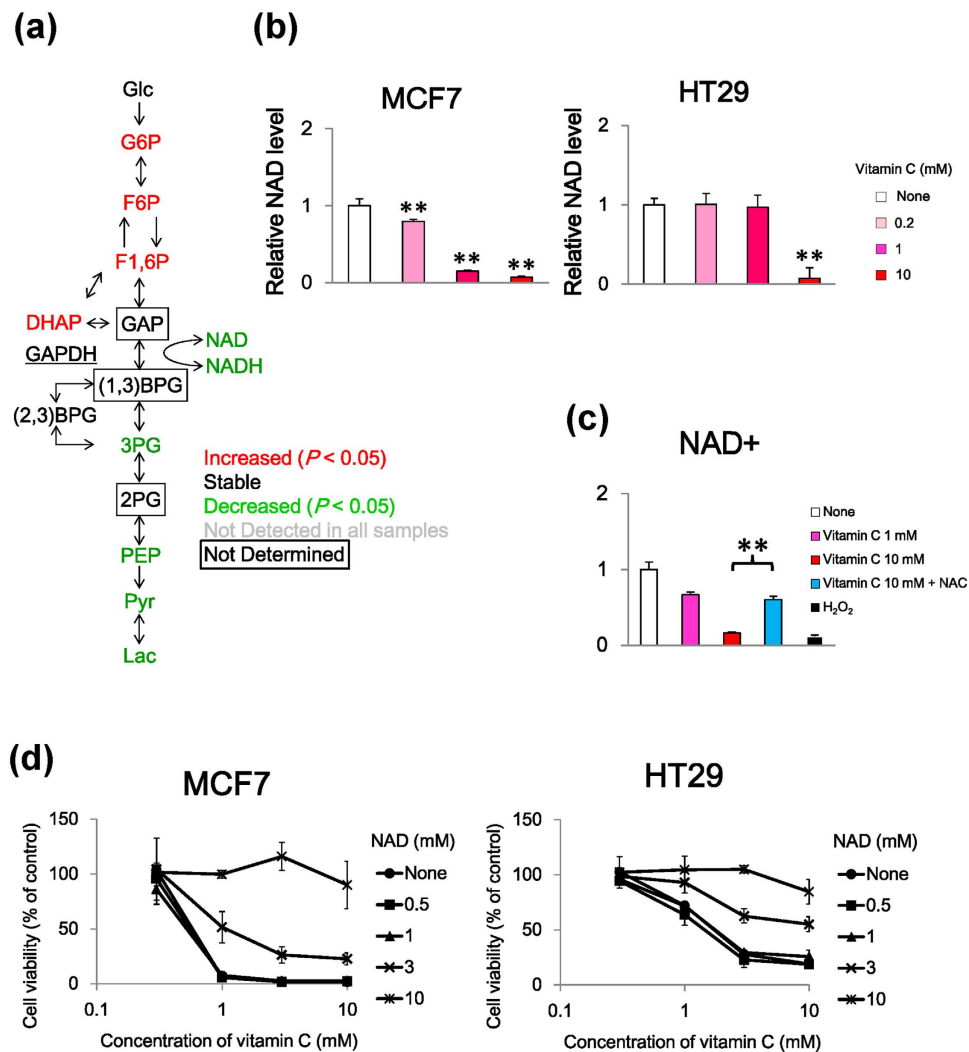 (a)
Glc
G6P
F6P
F1,6P
DHAP
GAP
GAPDH
NAD
NADH
(1,3)BPG
(2,3)BPG
3PG
2PG
PEP
Pyr
Lac
Increased (P < 0.05)
Stable
Decreased (P < 0.05)
Not Detected in all samples
Not Determined
(b)
MCF7
Relative NAD level
2
1
0
**
**
**
HT29
Relative NAD level
2
1
0
**
Vitamin C (mM)
None
0.2
1
10
(c)
NAD+
2
1
0
**
None
Vitamin C 1 mM
Vitamin C 10 mM
Vitamin C 10 mM + NAC
H₂O₂
(d)
MCF7
Cell viability (% of control)
150
100
50
0
0.1
1
10
Concentration of vitamin C (mM)
NAD (mM)
None
0.5
1
3
10
HT29
Cell viability (% of control)
150
100
50
0
0.1
1
10
Concentration of vitamin C (mM)
NAD (mM)
None
0.5
1
3
10